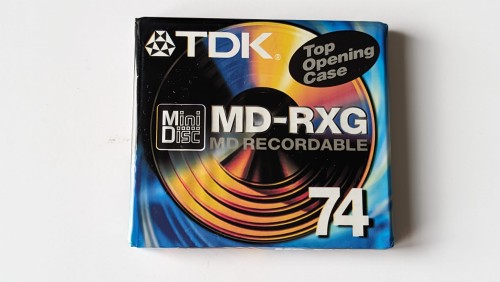 TDK
Top
Opening
Case
Mini
Disc
MD-RXG
MD RECORDABLE
74